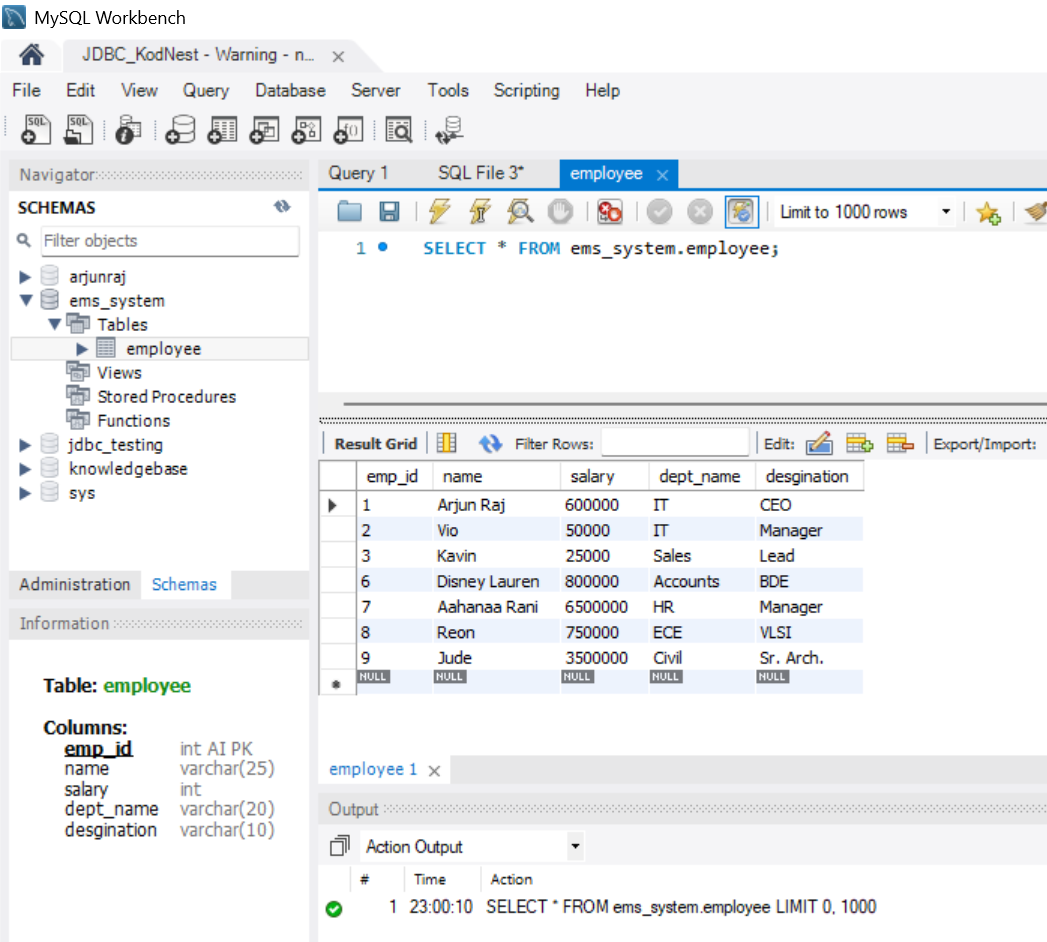 MySQL Workbench
JDBC_KodNest - Warning - n...
File Edit View Query Database Server Tools Scripting Help
SQL SQL
Navigator
SCHEMAS
Filter objects
arjunraj
ems_system
Tables
employee
Views
Stored Procedures
Functions
jdbc_testing
knowledgebase
sys
Administration Schemas
Information
Table: employee
Columns:
emp_id int AI PK
name varchar(25)
salary int
dept_name varchar(20)
desgination varchar(10)
Query 1 SQL File 3* employee
Limit to 1000 rows
1 SELECT * FROM ems_system.employee;
Result Grid Filter Rows: Edit: Export/Import:
emp_id name salary dept_name desgination
1 Arjun Raj 600000 IT CEO
2 Vio 50000 IT Manager
3 Kavin 25000 Sales Lead
6 Disney Lauren 800000 Accounts BDE
7 Aahanaa Rani 6500000 HR Manager
8 Reon 750000 ECE VLSI
9 Jude 3500000 Civil Sr. Arch.
NULL NULL NULL NULL NULL
employee 1
Output
Action Output
# Time Action
1 23:00:10 SELECT * FROM ems_system.employee LIMIT 0, 1000